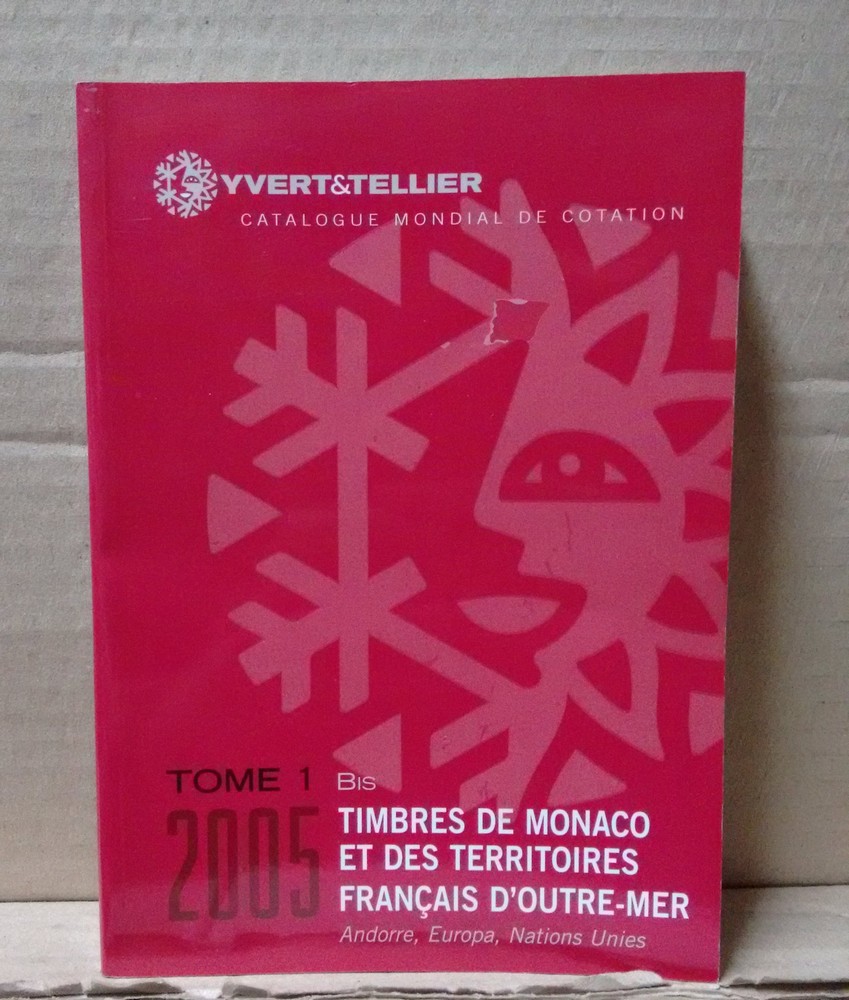 YVERT&TELLIER
CATALOGUE MONDIAL DE COTATION
TOME 1 BIS
2005
TIMBRES DE MONACO
ET DES TERRITOIRES
FRANÇAIS D'OUTRE-MER
Andorre, Europa, Nations Unies